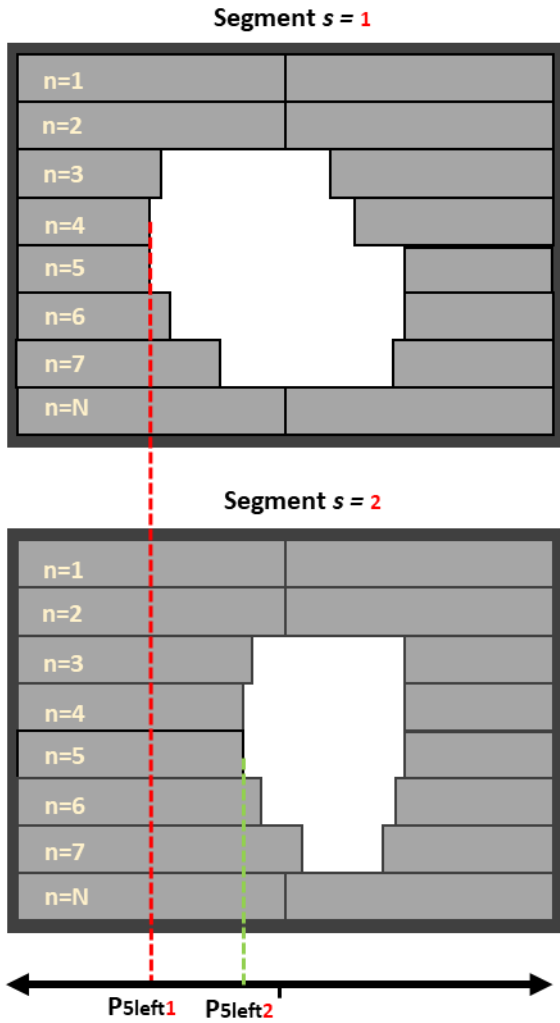 Segment s = 1
n=1
n=2
n=3
n=4
n=5
n=6
n=7
n=N
Segment s = 2
n=1
n=2
n=3
n=4
n=5
n=6
n=7
n=N
P5left1 P5left2